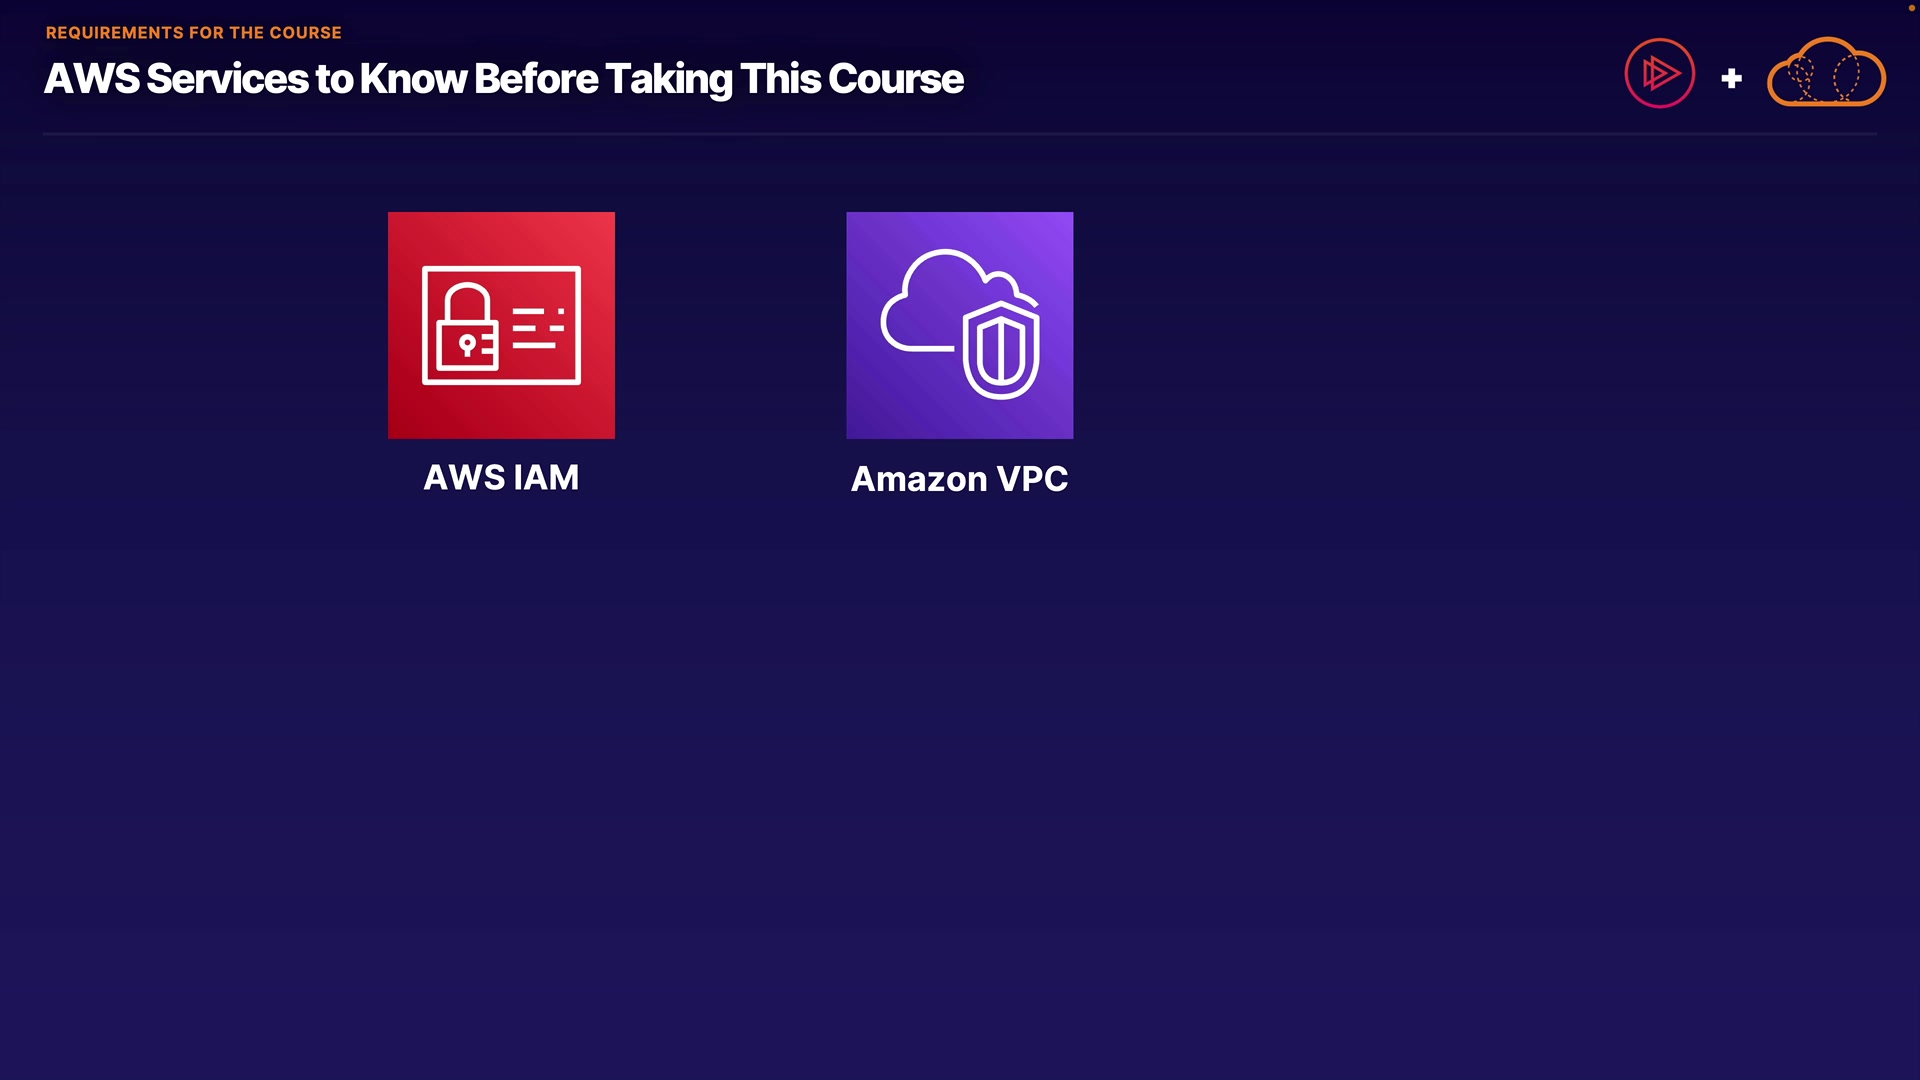 REQUIREMENTS FOR THE COURSE
AWS Services to Know Before Taking This Course
+
AWS IAM
Amazon VPC